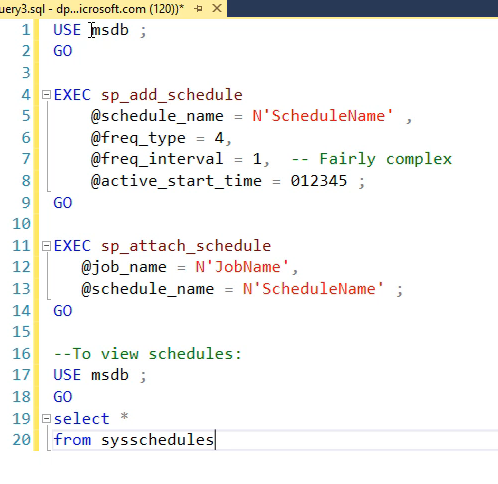 uery3.sql - dp...icrosoft.com (120))*
1 USE msdb ;
2 GO
3
4 EXEC sp_add_schedule
5 @schedule_name = N'ScheduleName' ,
6 @freq_type = 4,
7 @freq_interval = 1,  -- Fairly complex
8 @active_start_time = 012345 ;
9 GO
10
11 EXEC sp_attach_schedule
12 @job_name = N'JobName',
13 @schedule_name = N'ScheduleName' ;
14 GO
15
16 --To view schedules:
17 USE msdb ;
18 GO
19 select *
20 from sysschedules